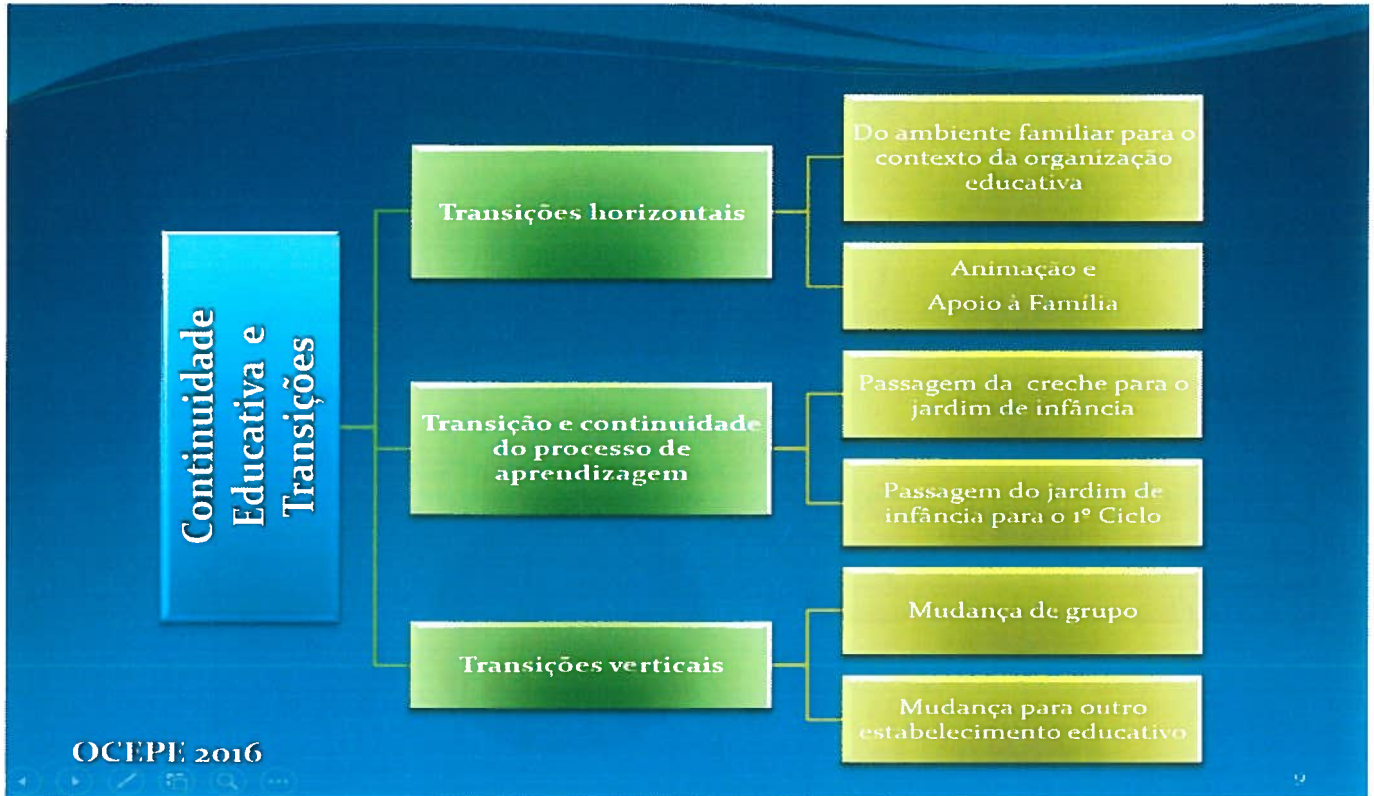 Continuidade
Educativa e
Transições
Transições horizontais
Do ambiente familiar para o
contexto da organização
educativa
Animação e
Apoio à Família
Transição e continuidade
do processo de
aprendizagem
Passagem da creche para o
jardim de infância
Passagem do jardim de
infância para o 1º Ciclo
Transições verticais
Mudança de grupo
Mudança para outro
estabelecimento educativo
OCEPE 2016